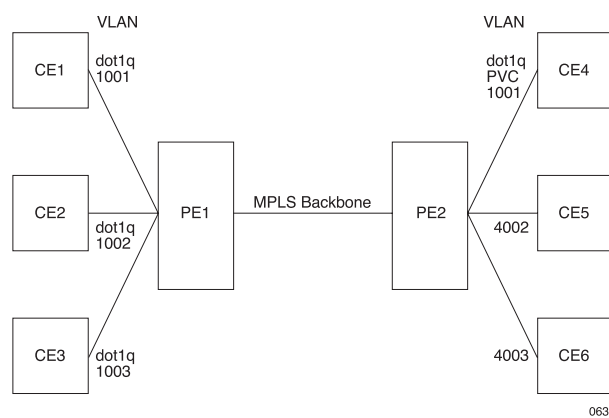 VLAN
VLAN
CE1
dot1q
1001
dot1q
PVC
1001
CE4
CE2
dot1q
1002
PE1
MPLS Backbone
PE2
4002
CE5
CE3
dot1q
1003
4003
CE6
063